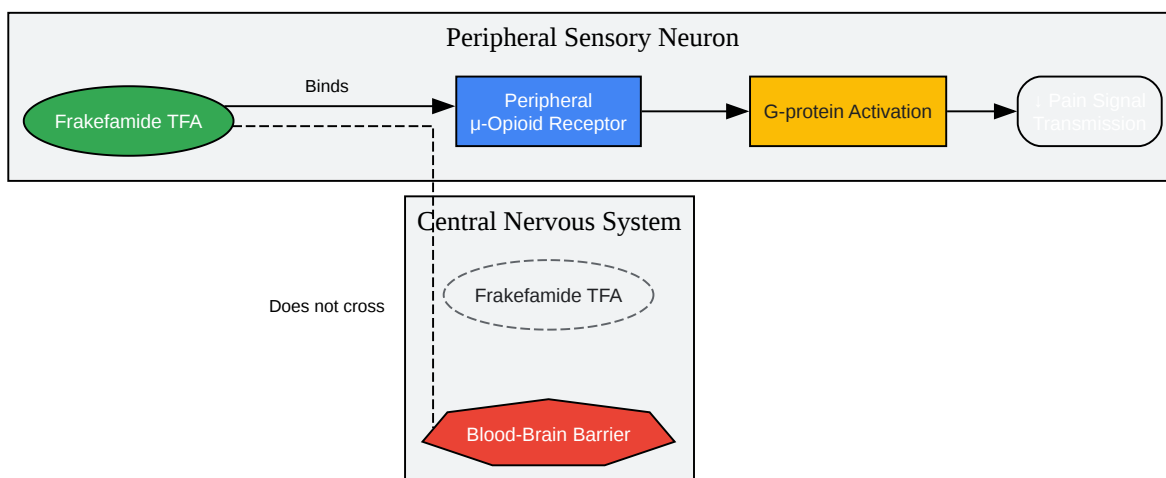 Peripheral Sensory Neuron
Frakefamide TFA
Binds
Peripheral
μ-Opioid Receptor
G-protein Activation
↓ Pain Signal
Transmission
Central Nervous System
Frakefamide TFA
Does not cross
Blood-Brain Barrier